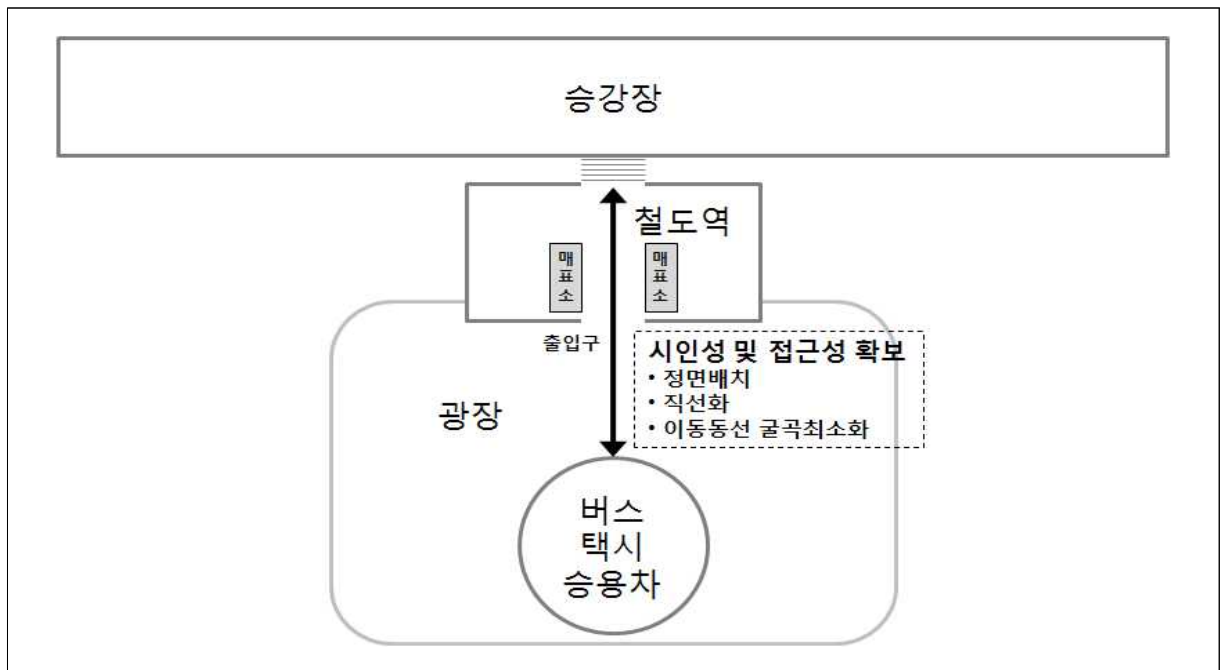 승강장
철도역
매표소
매표소
출입구
시인성 및 접근성 확보
• 정면배치
• 직선화
• 이동동선 굴곡최소화
광장
버스
택시
승용차